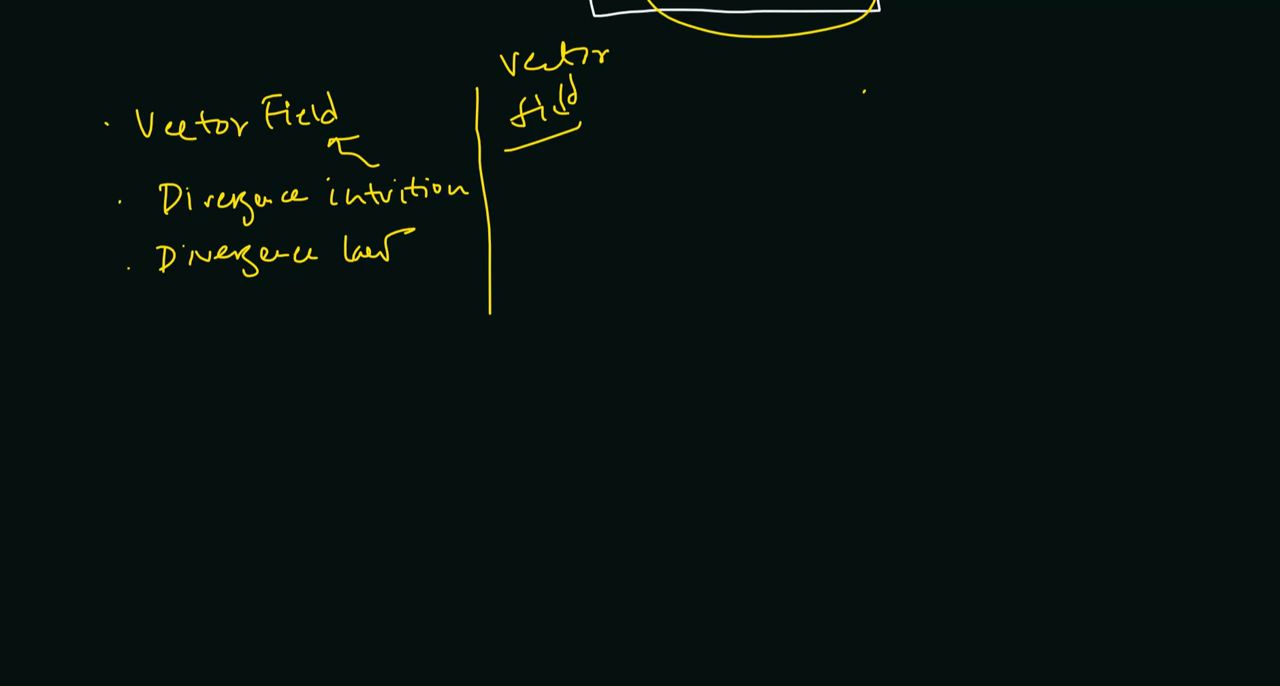 · Vector Field
· Divergence intuition
· Divergence law
vector
field